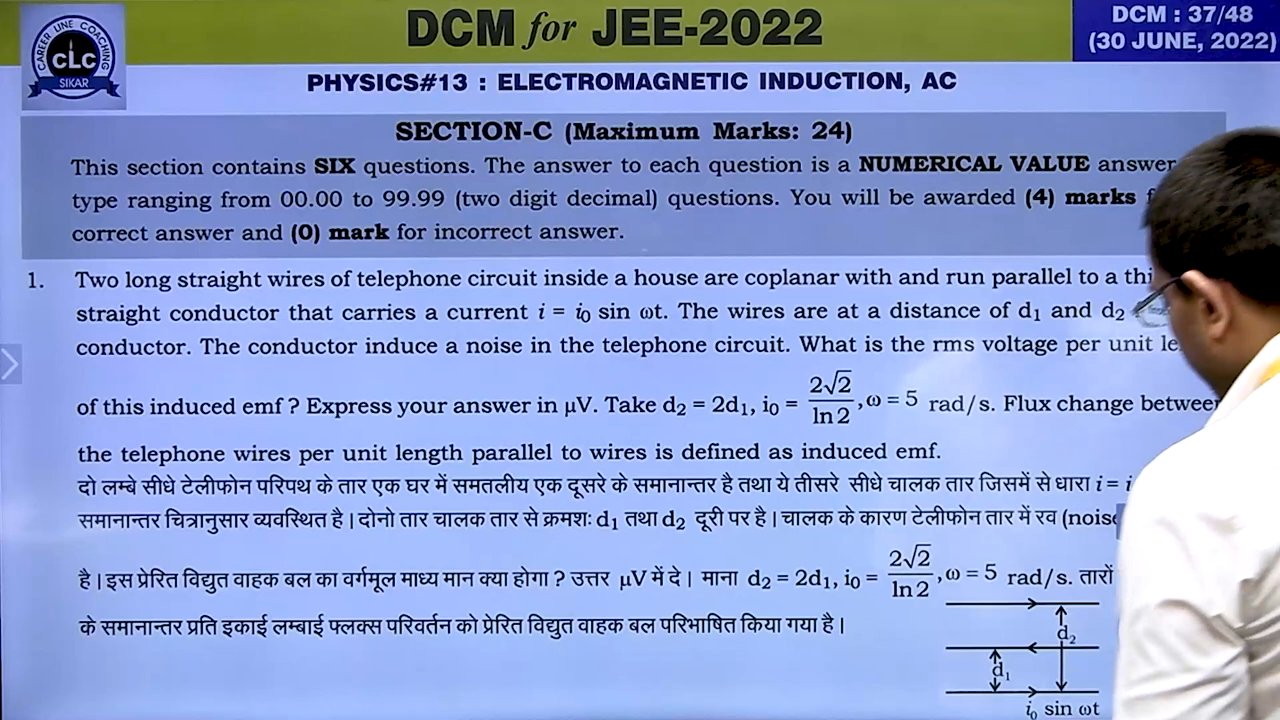 DCM for JEE-2022
DCM : 37/48
(30 JUNE, 2022)
CAREER LINE COACHING
CLC
SIKAR
PHYSICS#13 : ELECTROMAGNETIC INDUCTION, AC
SECTION-C (Maximum Marks: 24)
This section contains SIX questions. The answer to each question is a NUMERICAL VALUE answer
type ranging from 00.00 to 99.99 (two digit decimal) questions. You will be awarded (4) marks
correct answer and (0) mark for incorrect answer.
1. Two long straight wires of telephone circuit inside a house are coplanar with and run parallel to a
straight conductor that carries a current i = i₀ sin ωt. The wires are at a distance of d₁ and d₂
conductor. The conductor induce a noise in the telephone circuit. What is the rms voltage per unit
of this induced emf ? Express your answer in μV. Take d₂ = 2d₁, i₀ = 2√2/ln 2 , ω = 5 rad/s. Flux change between
the telephone wires per unit length parallel to wires is defined as induced emf.
दो लम्बे सीधे टेलीफोन परिपथ के तार एक घर में समतलीय एक दूसरे के समानान्तर है तथा ये तीसरे सीधे चालक तार जिसमें से धारा i = i
समानान्तर चित्रानुसार व्यवस्थित है। दोनो तार चालक तार से क्रमशः d₁ तथा d₂ दूरी पर है। चालक के कारण टेलीफोन तार में रव (noise
है। इस प्रेरित विद्युत वाहक बल का वर्गमूल माध्य मान क्या होगा ? उत्तर μV में दे। माना d₂ = 2d₁, i₀ = 2√2/ln 2 , ω = 5 rad/s. तारों
के समानान्तर प्रति इकाई लम्बाई फ्लक्स परिवर्तन को प्रेरित विद्युत वाहक बल परिभाषित किया गया है।
d₂
d₁
i₀ sin ωt